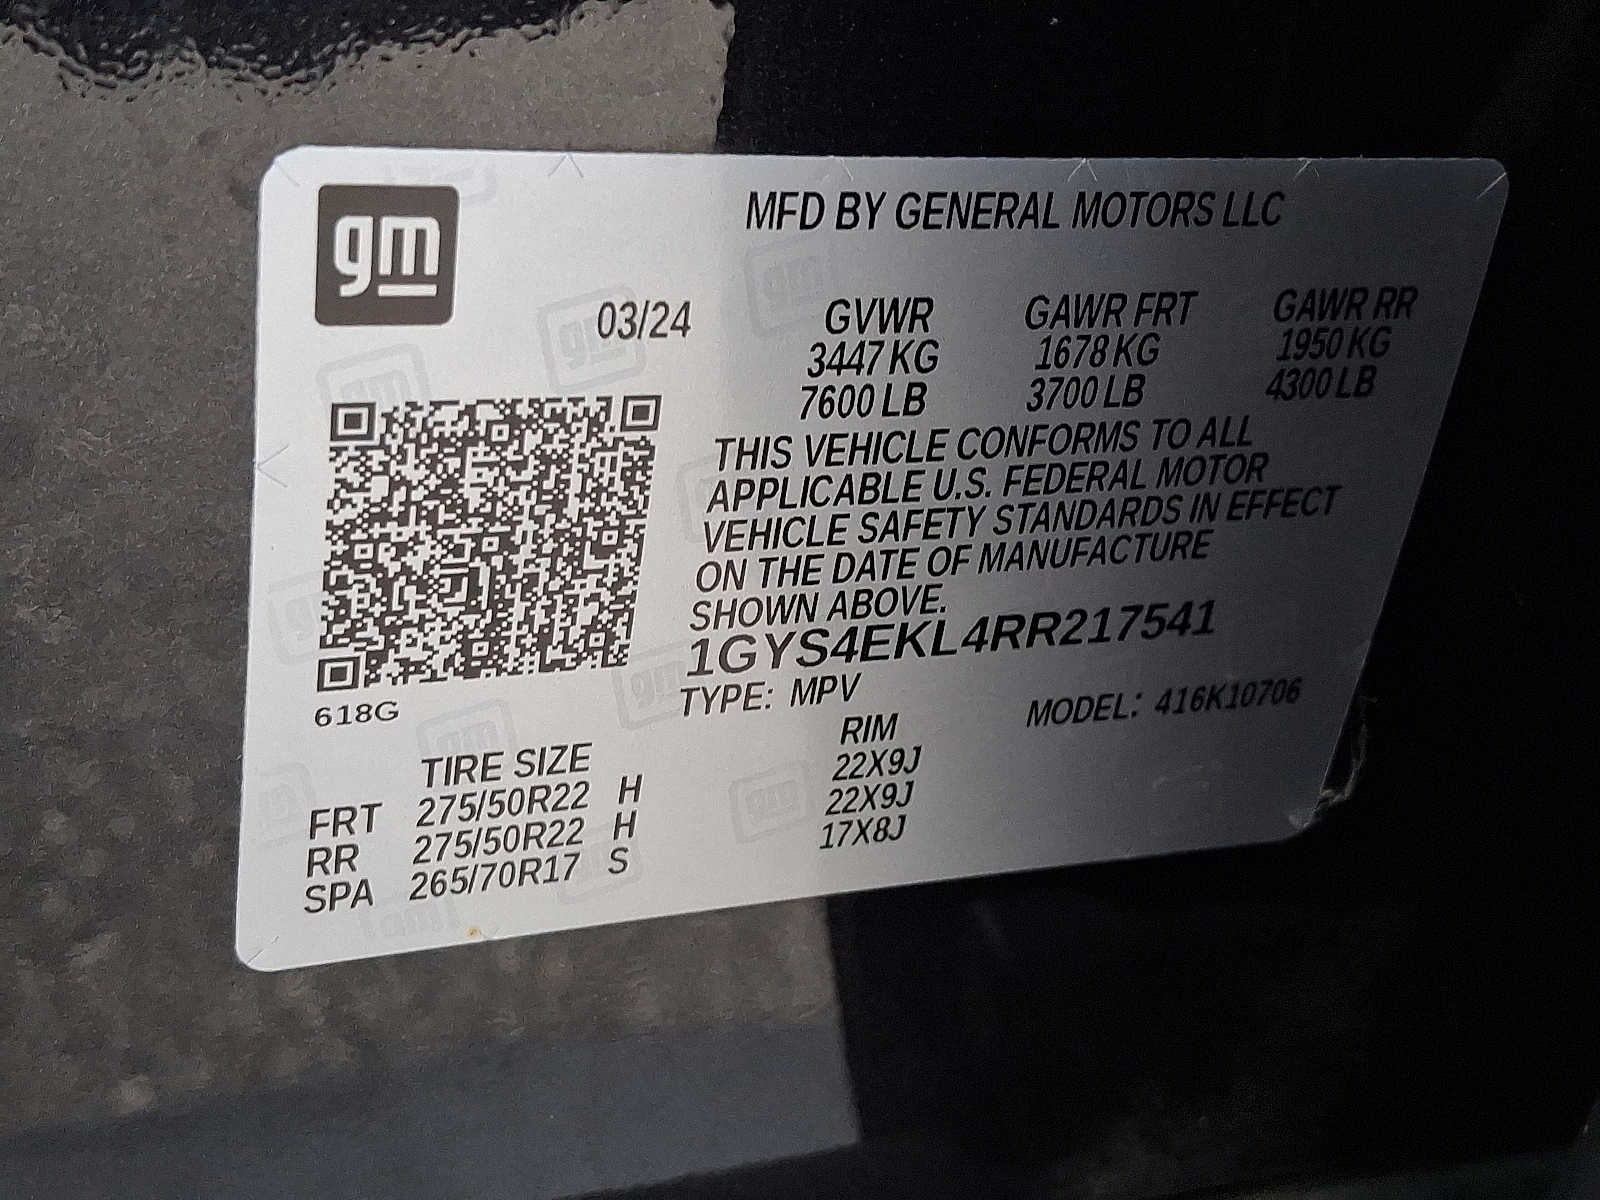 gm
MFD BY GENERAL MOTORS LLC
03/24
GVWR GAWR FRT GAWR RR
3447 KG 1678 KG 1950 KG
7600 LB 3700 LB 4300 LB
THIS VEHICLE CONFORMS TO ALL
APPLICABLE U.S. FEDERAL MOTOR
VEHICLE SAFETY STANDARDS IN EFFECT
ON THE DATE OF MANUFACTURE
SHOWN ABOVE.
1GYS4EKL4RR217541
TYPE: MPV MODEL: 416K10706
618G
TIRE SIZE RIM
FRT 275/50R22 H 22X9J
RR 275/50R22 H 22X9J
SPA 265/70R17 S 17X8J